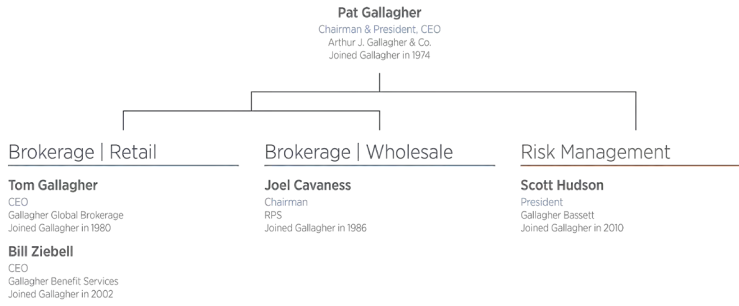 Pat Gallagher
Chairman & President, CEO
Arthur J. Gallagher & Co.
Joined Gallagher in 1974
Brokerage | Retail
Tom Gallagher
CEO
Gallagher Global Brokerage
Joined Gallagher in 1980
Bill Ziebell
CEO
Gallagher Benefit Services
Joined Gallagher in 2002
Brokerage | Wholesale
Joel Cavaness
Chairman
RPS
Joined Gallagher in 1986
Risk Management
Scott Hudson
President
Gallagher Bassett
Joined Gallagher in 2010